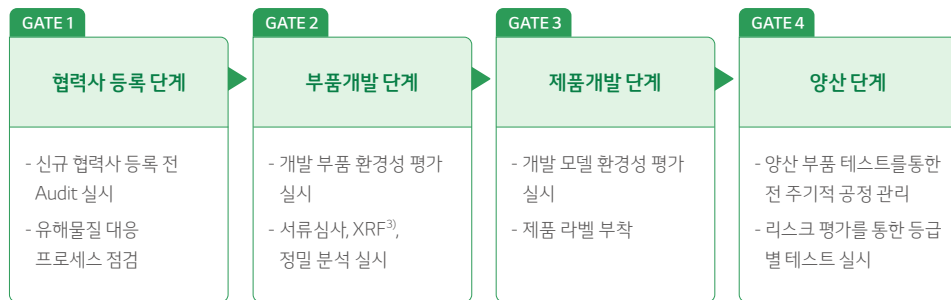 GATE 1
협력사 등록 단계
- 신규 협력사 등록 전
Audit 실시
- 유해물질 대응
프로세스 점검
GATE 2
부품개발 단계
- 개발 부품 환경성 평가
실시
- 서류심사, XRF3),
정밀 분석 실시
GATE 3
제품개발 단계
- 개발 모델 환경성 평가
실시
- 제품 라벨 부착
GATE 4
양산 단계
- 양산 부품 테스트를통한
전 주기적 공정 관리
- 리스크 평가를 통한 등급
별 테스트 실시